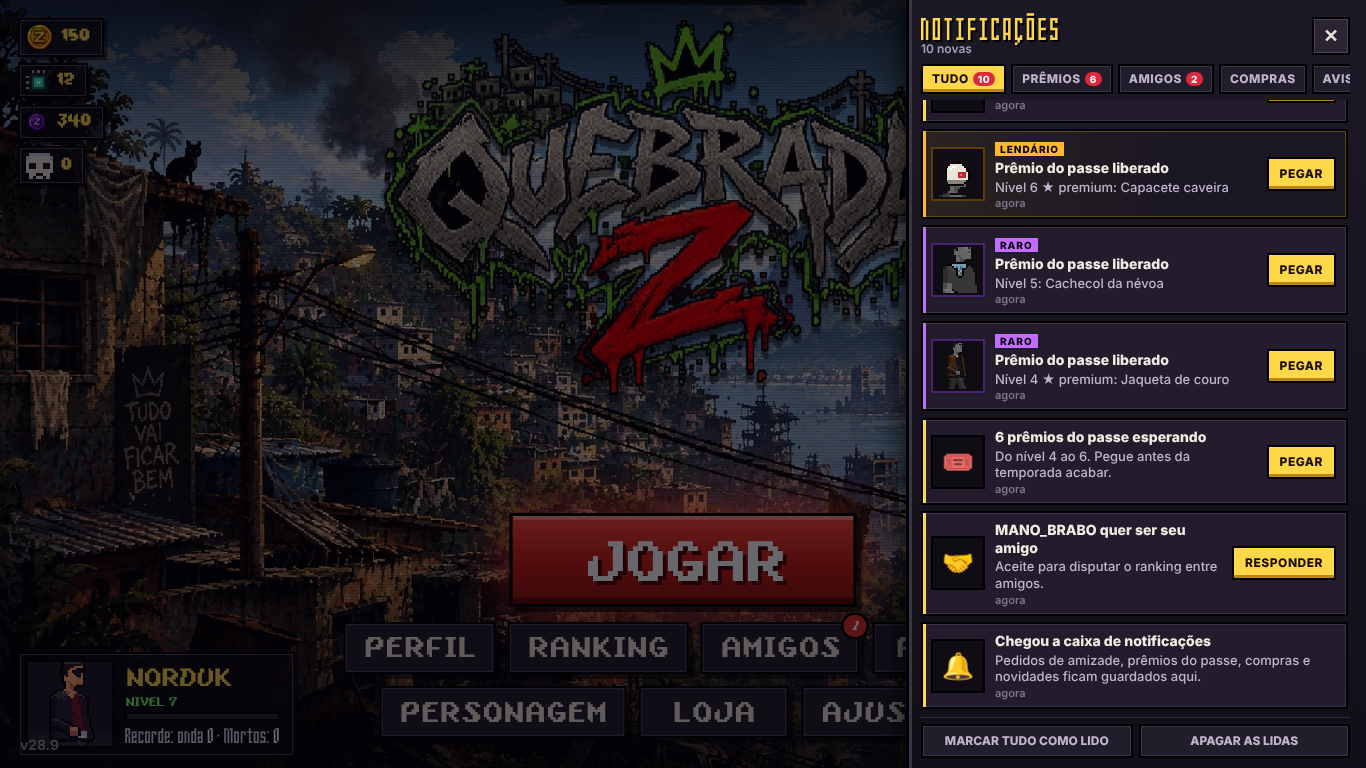 150
12
340
0
QUEBRADA
Z
TUDO
VAI
FICAR
BEM
JOGAR
PERFIL
RANKING
AMIGOS
1
PERSONAGEM
LOJA
AJUS
NORDUK
NIVEL 7
Recorde: onda 0 · Mortos: 0
v28.9
NOTIFICAÇÕES
10 novas
×
TUDO 10
PRÊMIOS 6
AMIGOS 2
COMPRAS
AVIS
agora
LENDÁRIO
Prêmio do passe liberado
Nível 6 ★ premium: Capacete caveira
agora
PEGAR
RARO
Prêmio do passe liberado
Nível 5: Cachecol da névoa
agora
PEGAR
RARO
Prêmio do passe liberado
Nível 4 ★ premium: Jaqueta de couro
agora
PEGAR
6 prêmios do passe esperando
Do nível 4 ao 6. Pegue antes da
temporada acabar.
agora
PEGAR
MANO_BRABO quer ser seu
amigo
Aceite para disputar o ranking entre
amigos.
agora
RESPONDER
Chegou a caixa de notificações
Pedidos de amizade, prêmios do passe, compras e
novidades ficam guardados aqui.
agora
MARCAR TUDO COMO LIDO
APAGAR AS LIDAS